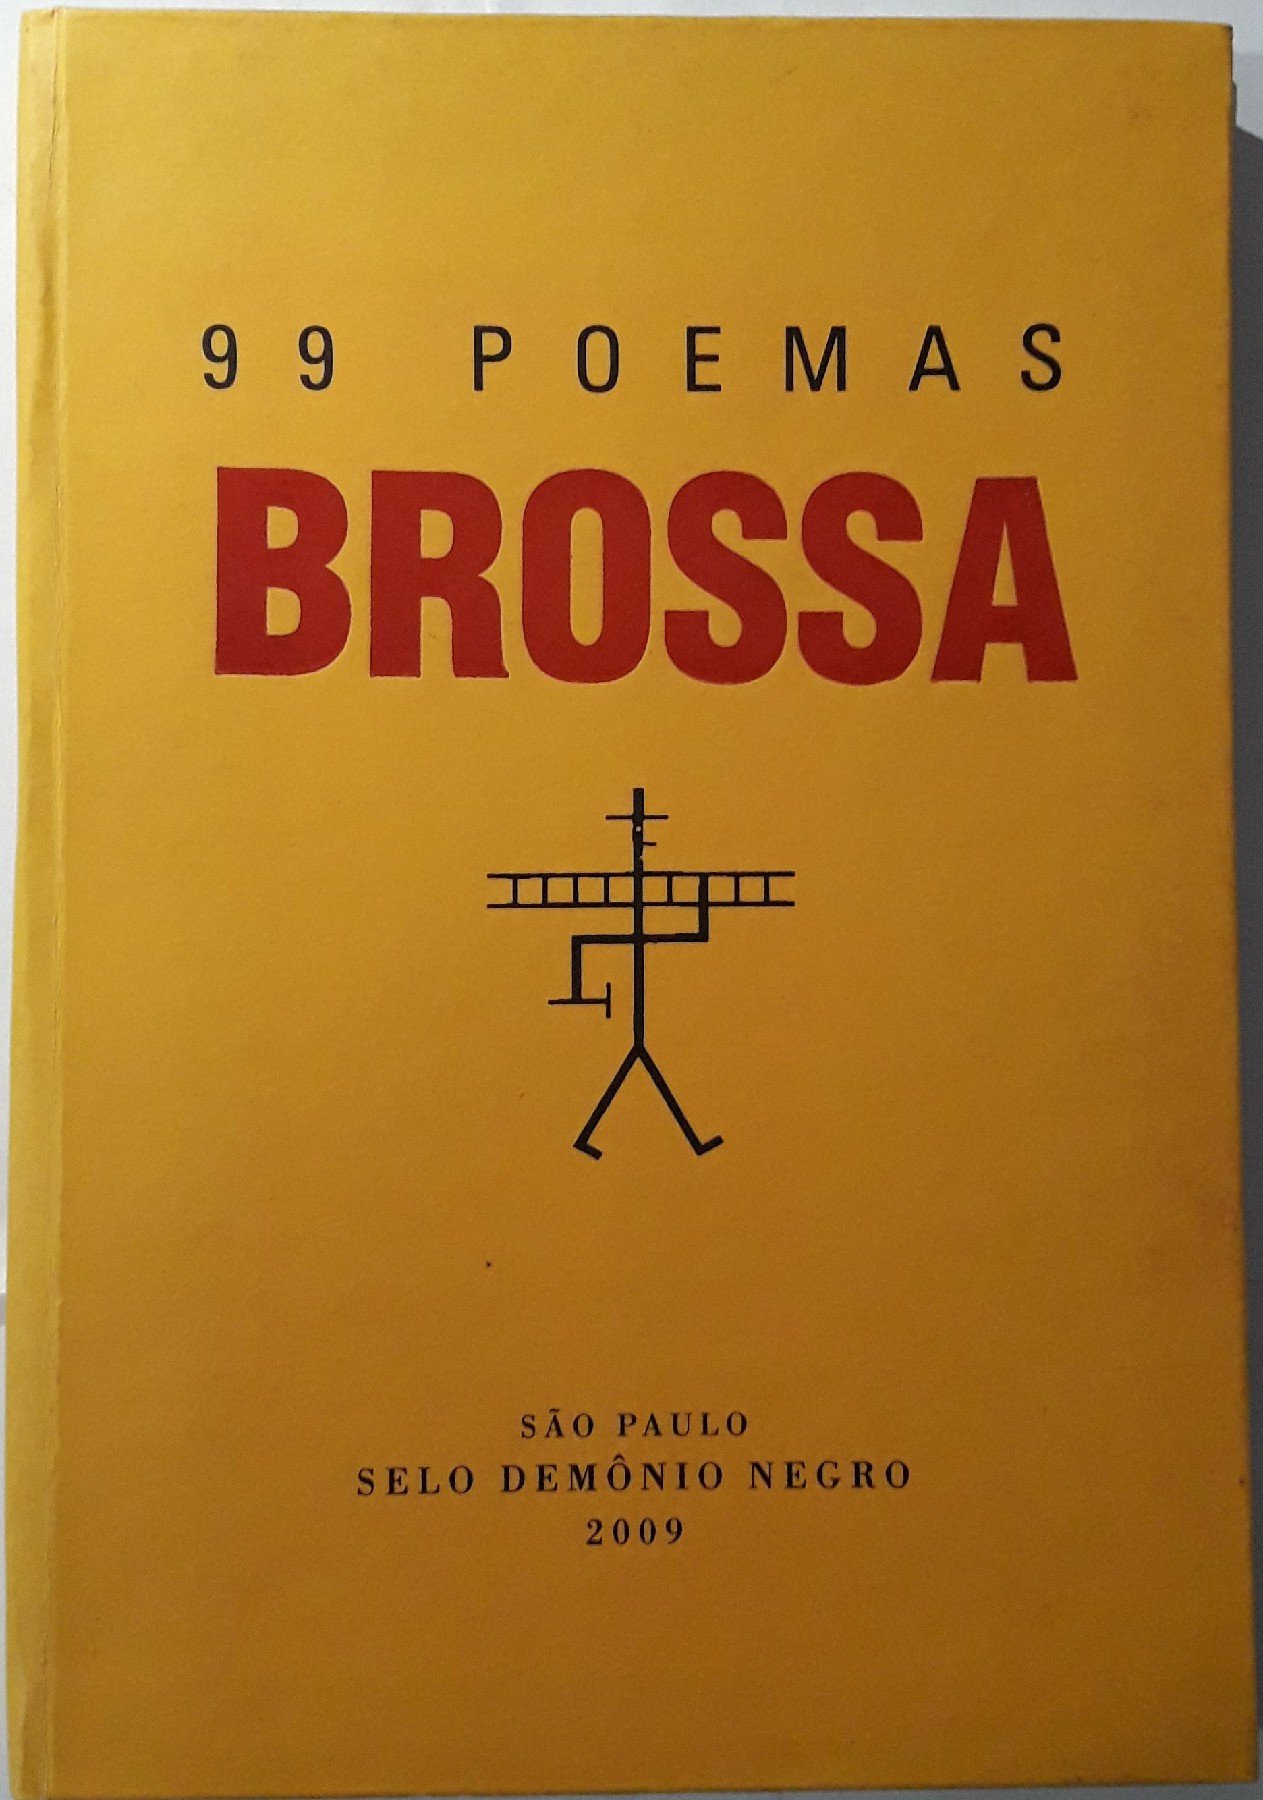 99 POEMAS
BROSSA
SÃO PAULO
SELO DEMÔNIO NEGRO
2009